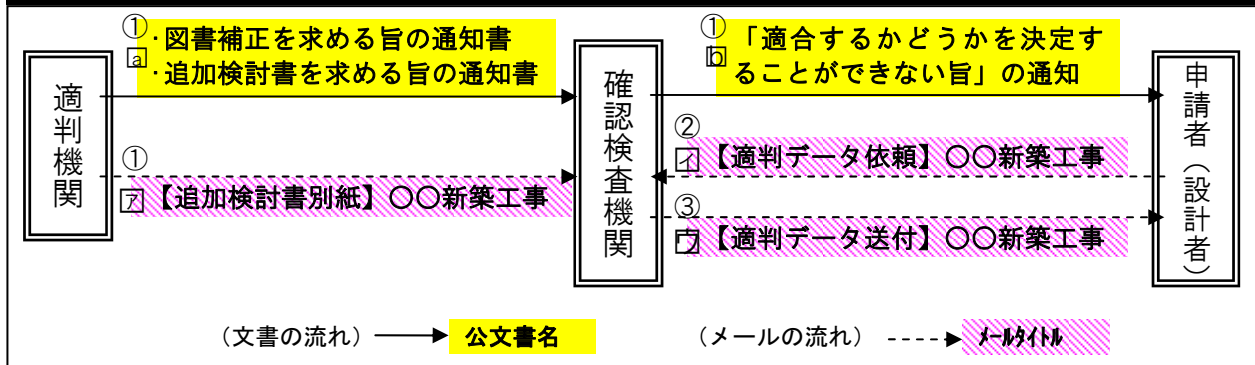 適判機関
①
a
・図書補正を求める旨の通知書
・追加検討書を求める旨の通知書
①
ア
【追加検討書別紙】〇〇新築工事
確認検査機関
①
b
「適合するかどうかを決定す
ることができない旨」の通知
②
イ
【適判データ依頼】〇〇新築工事
③
ウ
【適判データ送付】〇〇新築工事
申請者（設計者）
（文書の流れ）
公文書名
（メールの流れ）
ﾒｰﾙﾀｲﾄﾙ